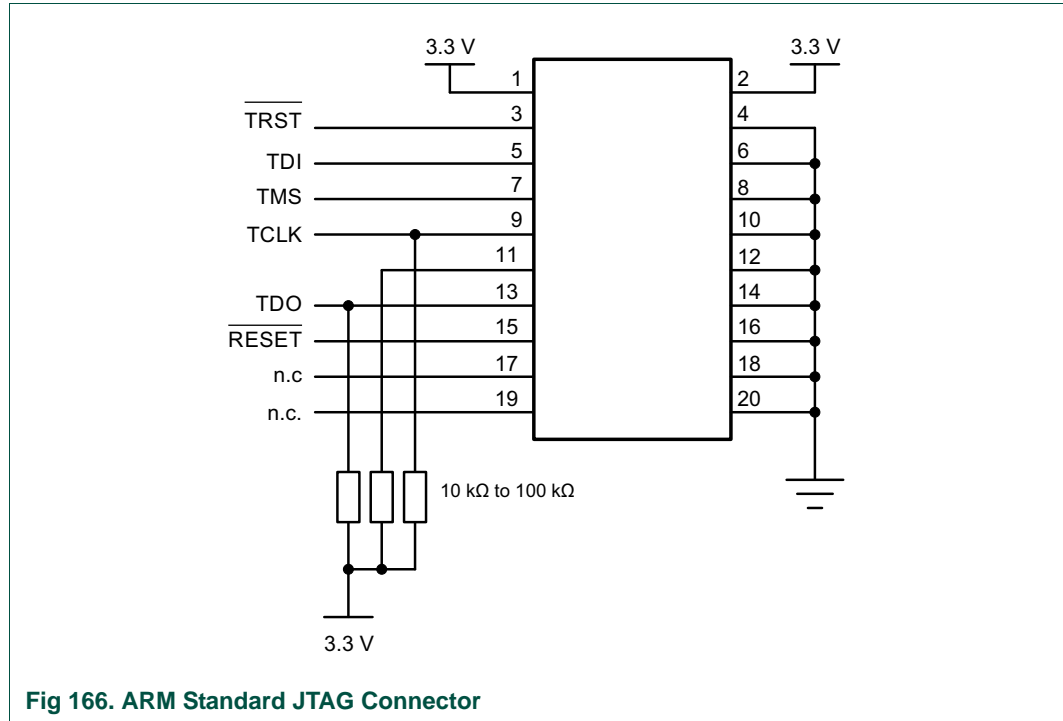 3.3 V
3.3 V
1
2
TRST
3
4
TDI
5
6
TMS
7
8
TCLK
9
10
11
12
TDO
13
14
RESET
15
16
n.c
17
18
n.c.
19
20
10 kΩ to 100 kΩ
3.3 V
Fig 166. ARM Standard JTAG Connector